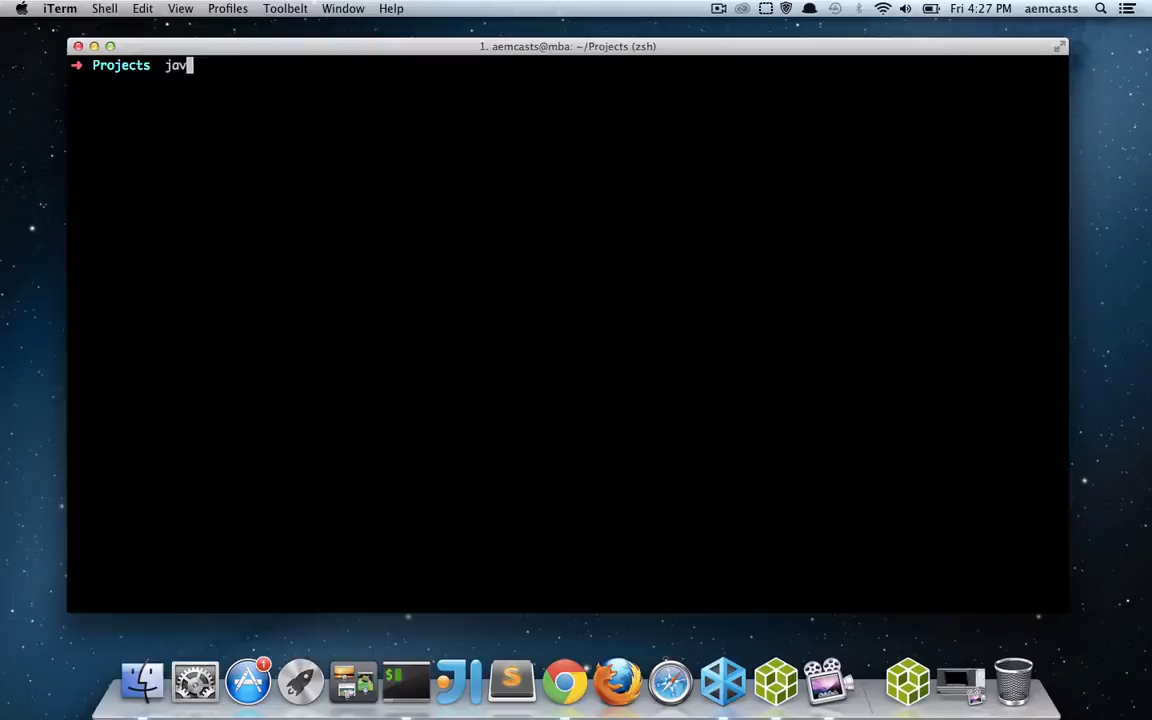 iTerm Shell Edit View Profiles Toolbelt Window Help Fri 4:27 PM aemcasts
1. aemcasts@mba: ~/Projects (zsh)
➜ Projects jav
1
$
S